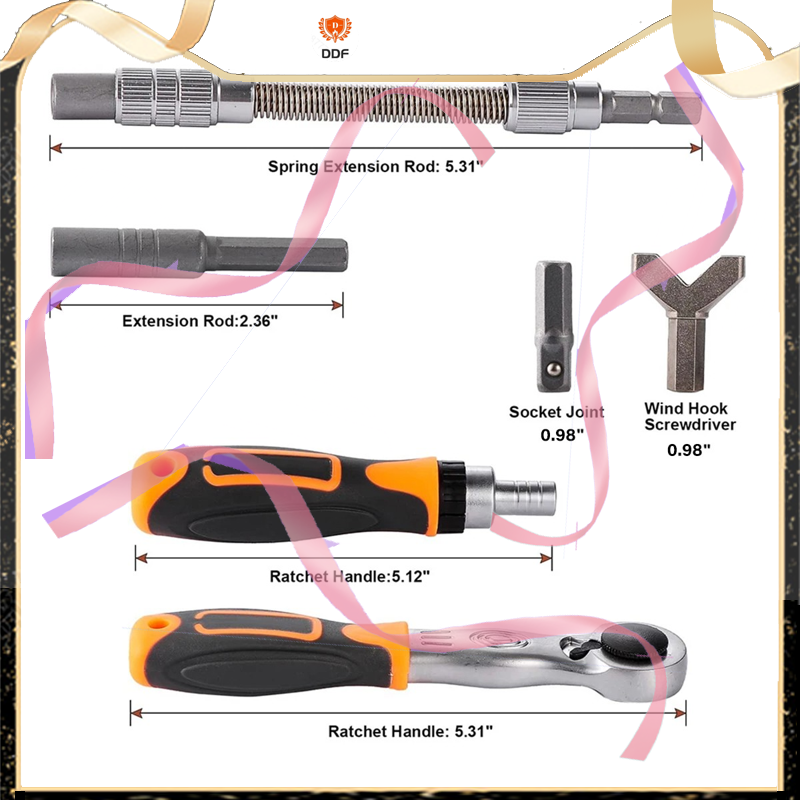 D
DDF
Spring Extension Rod: 5.31"
Extension Rod:2.36"
Socket Joint
0.98"
Wind Hook
Screwdriver
0.98"
Ratchet Handle:5.12"
Ratchet Handle: 5.31"